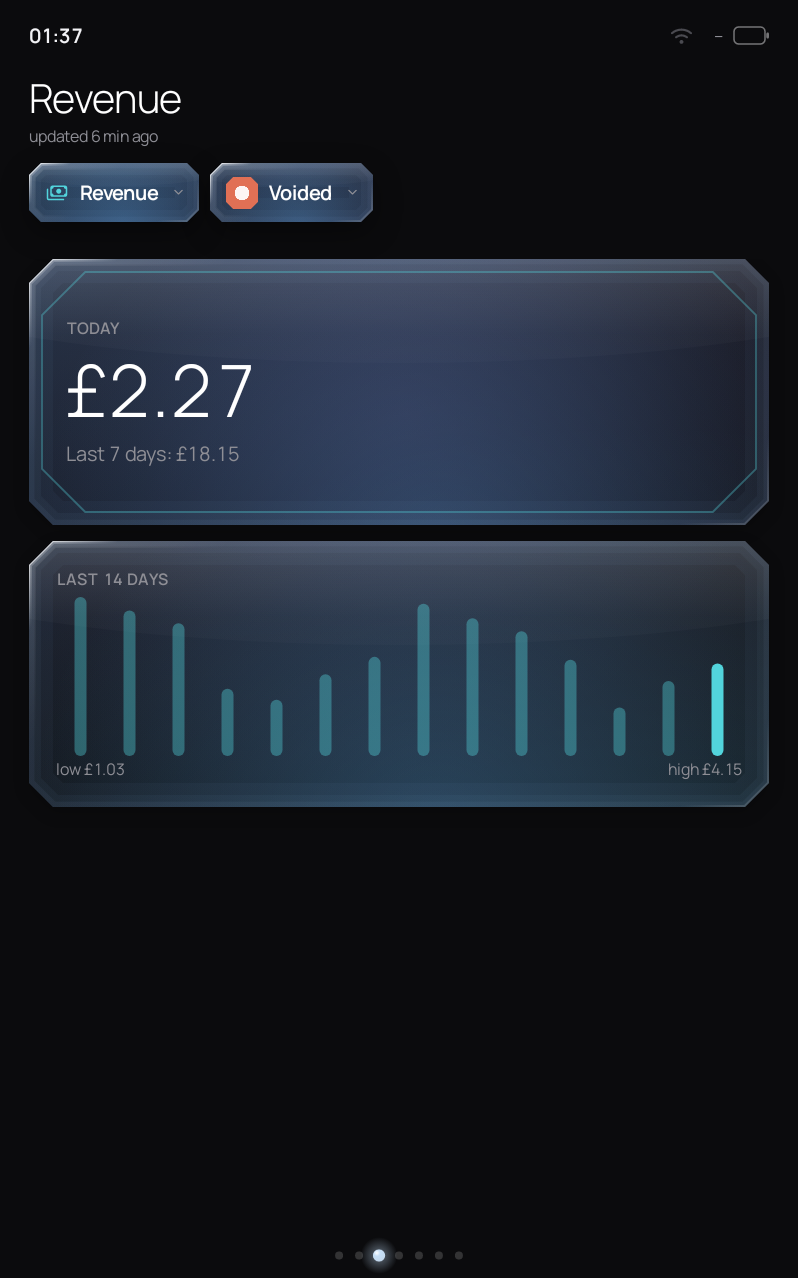 01:37
–
Revenue
updated 6 min ago
Revenue
Voided
TODAY
£2.27
Last 7 days: £18.15
LAST 14 DAYS
low £1.03
high £4.15